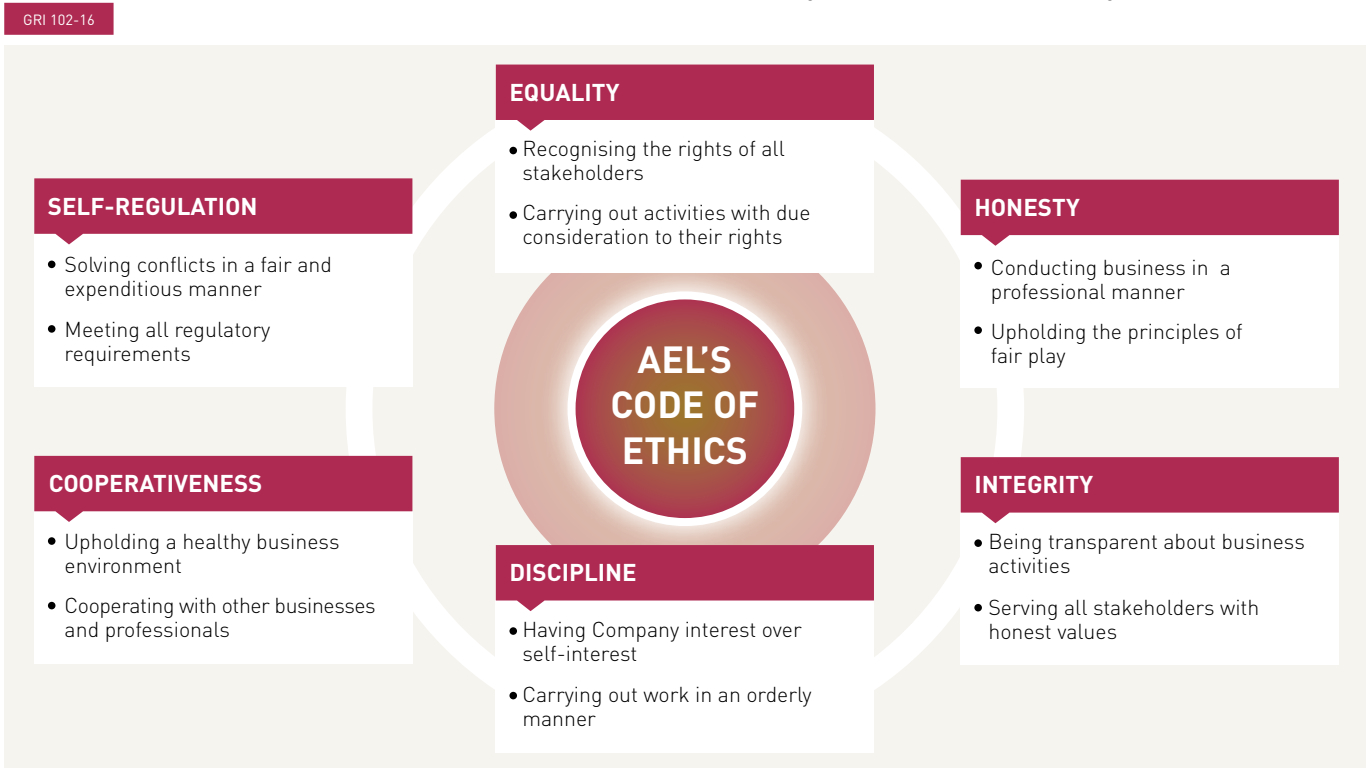 GRI 102-16
EQUALITY
• Recognising the rights of all
stakeholders
• Carrying out activities with due
consideration to their rights
SELF-REGULATION
• Solving conflicts in a fair and
expenditious manner
• Meeting all regulatory
requirements
HONESTY
• Conducting business in a
professional manner
• Upholding the principles of
fair play
AEL'S
CODE OF
ETHICS
COOPERATIVENESS
• Upholding a healthy business
environment
• Cooperating with other businesses
and professionals
INTEGRITY
• Being transparent about business
activities
• Serving all stakeholders with
honest values
DISCIPLINE
• Having Company interest over
self-interest
• Carrying out work in an orderly
manner